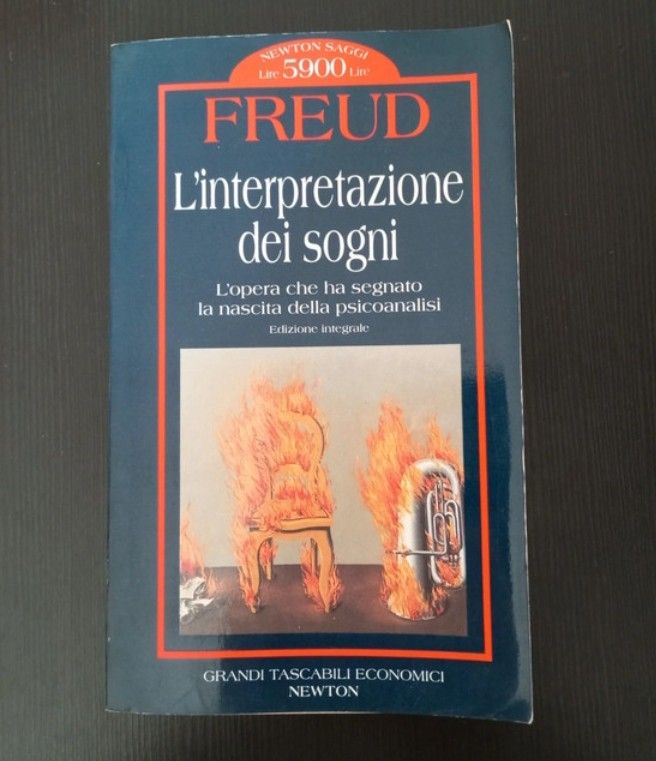 NEWTON SAGGI
Lire 5900 Lire
FREUD
L'interpretazione
dei sogni
L'opera che ha segnato
la nascita della psicoanalisi
Edizione integrale
GRANDI TASCABILI ECONOMICI
NEWTON